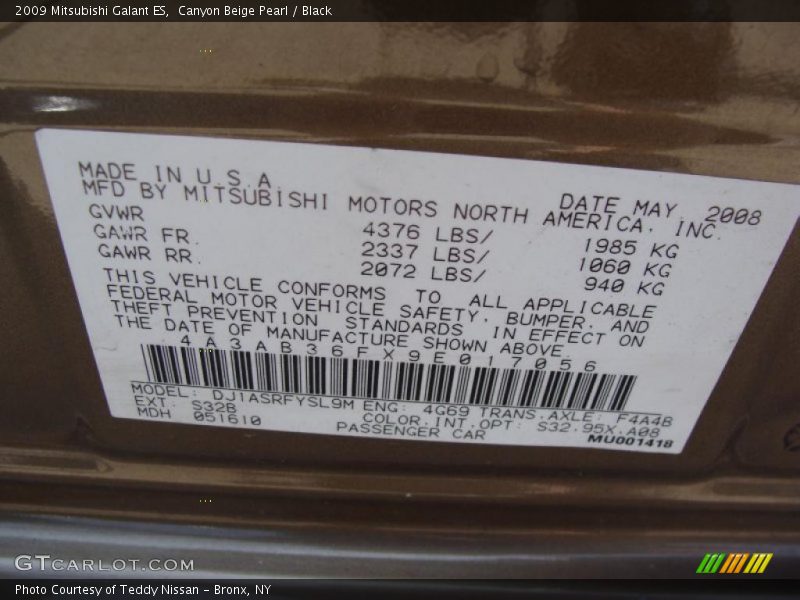 2009 Mitsubishi Galant ES,  Canyon Beige Pearl / Black
MADE IN U.S.A DATE MAY. 2008
MFD BY MITSUBISHI MOTORS NORTH AMERICA, INC.
GVWR 4376 LBS/ 1985 KG
GAWR FR. 2337 LBS/ 1060 KG
GAWR RR. 2072 LBS/ 940 KG
THIS VEHICLE CONFORMS TO ALL APPLICABLE
FEDERAL MOTOR VEHICLE SAFETY, BUMPER, AND
THEFT PREVENTION STANDARDS IN EFFECT ON
THE DATE OF MANUFACTURE SHOWN ABOVE.
4A3AB36FX9E017056
MODEL: DJ1ASRFYSL9M ENG: 4G69 TRANS.AXLE: F4A4B
EXT: S32B COLOR.INT.OPT: S32.95X.A08
MDH 051610 PASSENGER CAR MU001418
GTCARLOT.COM
Photo Courtesy of Teddy Nissan - Bronx, NY